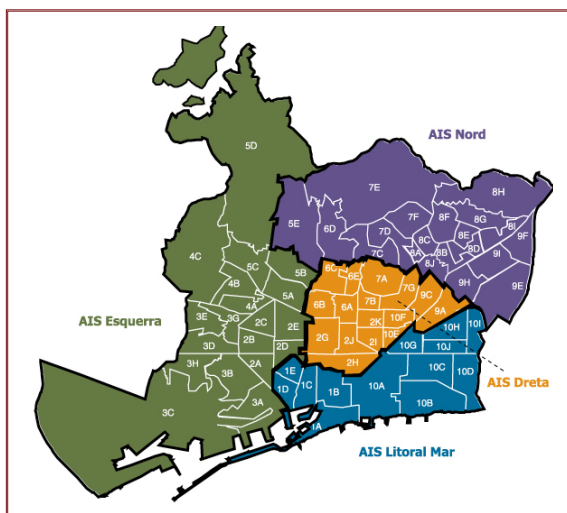 AIS Nord
5D
7E
8H
5E
6D
7F
8F
8G
8I
9F
7D
8C
8E
8D
4C
5C
5B
7C
8A
8B
8J
9I
9H
9E
4B
5A
6C
6E
7A
7G
9C
9A
4A
3E
3G
2C
2E
6B
6A
7B
10F
10I
10H
AIS Esquerra
2B
2D
2G
2J
2K
10E
2I
10G
10J
3D
3H
3B
2A
2H
1E
1D
1C
1B
10A
10C
10D
AIS Dreta
3C
3A
10B
1A
AIS Litoral Mar